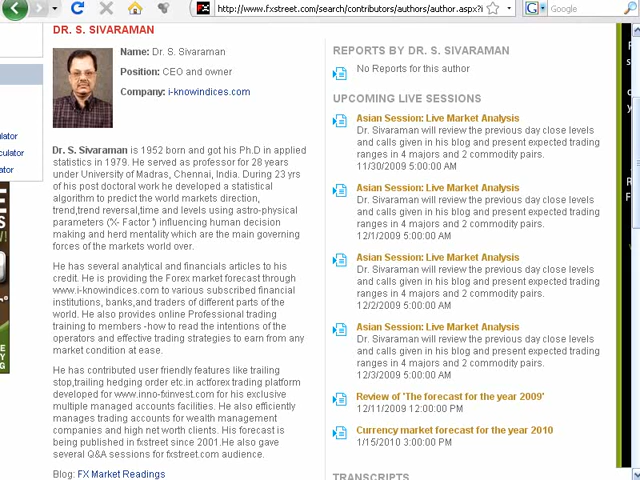 http://www.fxstreet.com/search/contributors/authors/author.aspx?i
Google
DR. S. SIVARAMAN
Name: Dr. S. Sivaraman
Position: CEO and owner
Company: i-knowindices.com
ulator
culator
ator
Dr. S. Sivaraman is 1952 born and got his Ph.D in applied
statistics in 1979. He served as professor for 28 years
under University of Madras, Chennai, India. During 23 yrs
of his post doctoral work he developed a statistical
algorithm to predict the world markets direction,
trend,trend reversal,time and levels using astro-physical
parameters ('X- Factor ') influencing human decision
making and herd mentality which are the main governing
forces of the markets world over.
He has several analytical and financials articles to his
credit. He is providing the Forex market forecast through
www.i-knowindices.com to various subscribed financial
institutions, banks,and traders of different parts of the
world. He also provides online Professional trading
training to members -how to read the intentions of the
operators and effective trading strategies to earn from any
market condition at ease.
He has contributed user friendly features like trailing
stop,trailing hedging order etc.in actforex trading platform
developed for www.inno-fxinvest.com for his exclusive
multiple managed accounts facilities. He also efficiently
manages trading accounts for wealth management
companies and high net worth clients. His forecast is
being published in fxstreet since 2001.He also gave
several Q&A sessions for fxstreet.com audience.
Blog: FX Market Readings
REPORTS BY DR. S. SIVARAMAN
No Reports for this author
UPCOMING LIVE SESSIONS
Asian Session: Live Market Analysis
Dr. Sivaraman will review the previous day close levels
and calls given in his blog and present expected trading
ranges in 4 majors and 2 commodity pairs.
11/30/2009 5:00:00 AM
Asian Session: Live Market Analysis
Dr. Sivaraman will review the previous day close levels
and calls given in his blog and present expected trading
ranges in 4 majors and 2 commodity pairs.
12/1/2009 5:00:00 AM
Asian Session: Live Market Analysis
Dr. Sivaraman will review the previous day close levels
and calls given in his blog and present expected trading
ranges in 4 majors and 2 commodity pairs.
12/2/2009 5:00:00 AM
Asian Session: Live Market Analysis
Dr. Sivaraman will review the previous day close levels
and calls given in his blog and present expected trading
ranges in 4 majors and 2 commodity pairs.
12/3/2009 5:00:00 AM
Review of 'The forecast for the year 2009'
12/11/2009 12:00:00 PM
Currency market forecast for the year 2010
1/15/2010 3:00:00 PM
TRANSCRIPTS